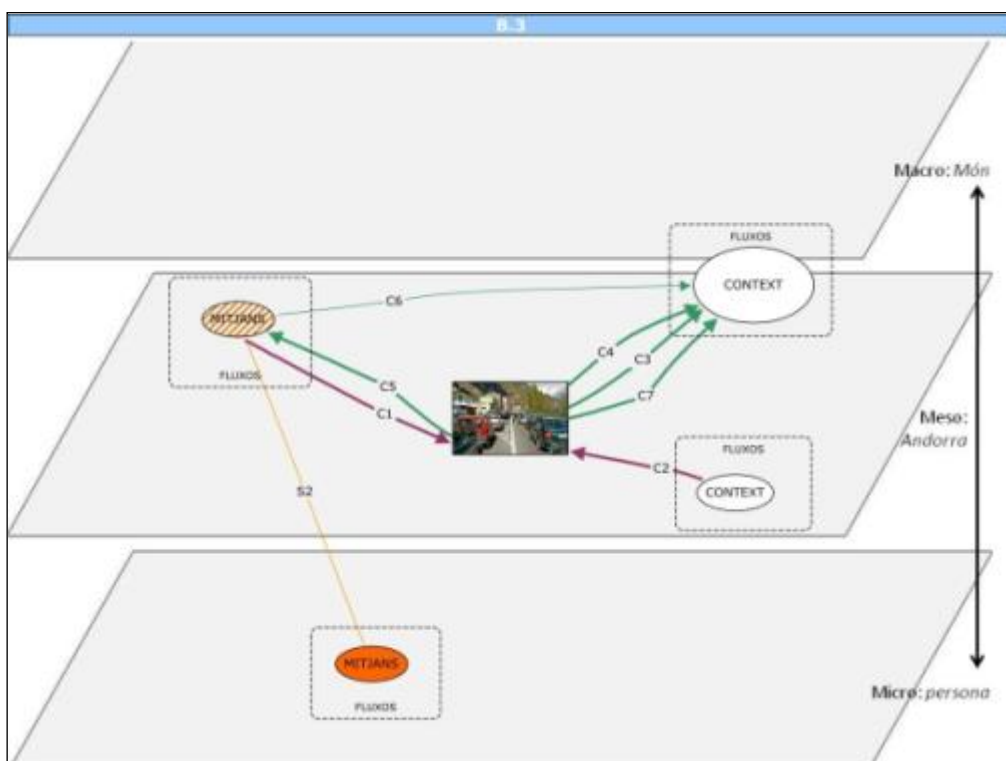 B.3
Macro: Món
FLUXOS
CONTEXT
C6
MITJANS
FLUXOS
C4
C3
C5
C7
C1
Meso:
Andorra
FLUXOS
C2
CONTEXT
S2
MITJANS
FLUXOS
Micro: persona